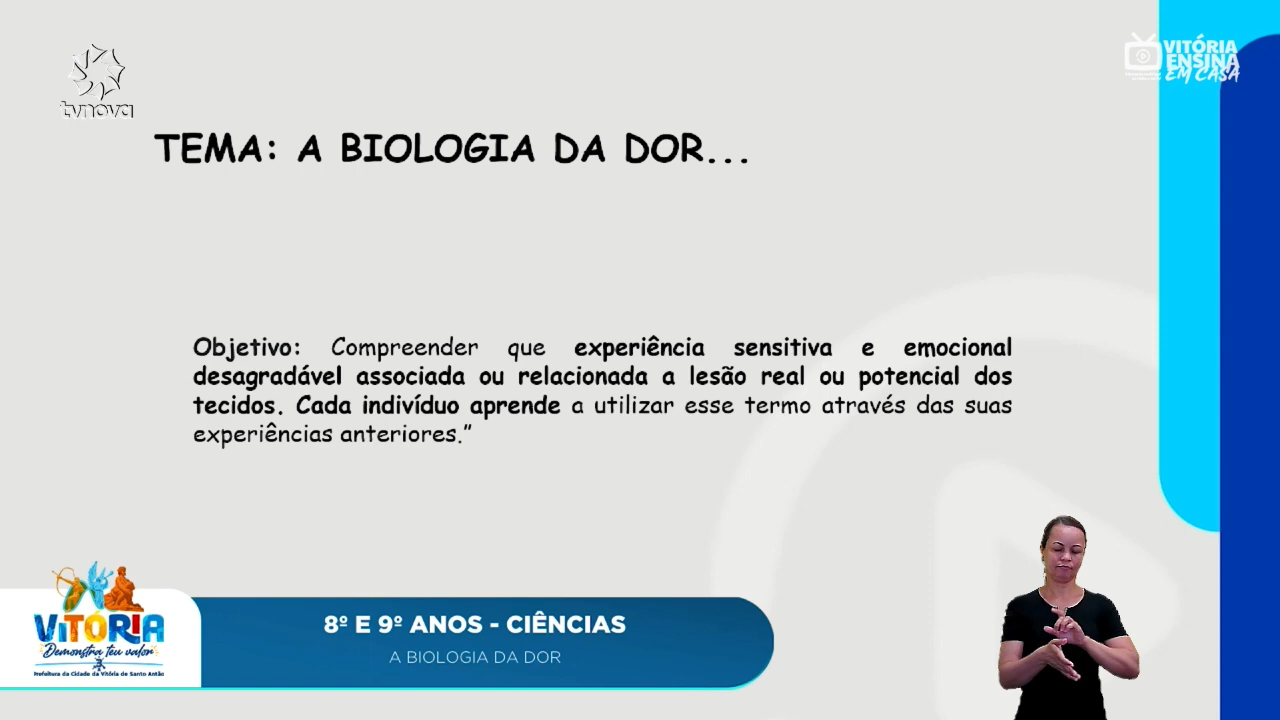 tvnova
VITÓRIA
ENSINA
EM CASA
TEMA: A BIOLOGIA DA DOR...
Objetivo: Compreender que experiência sensitiva e emocional
desagradável associada ou relacionada a lesão real ou potencial dos
tecidos. Cada indivíduo aprende a utilizar esse termo através das suas
experiências anteriores.”
8º E 9º ANOS - CIÊNCIAS
A BIOLOGIA DA DOR
ViTÓRIA
Demonstra teu valor
Prefeitura da Cidade da Vitória de Santo Antão